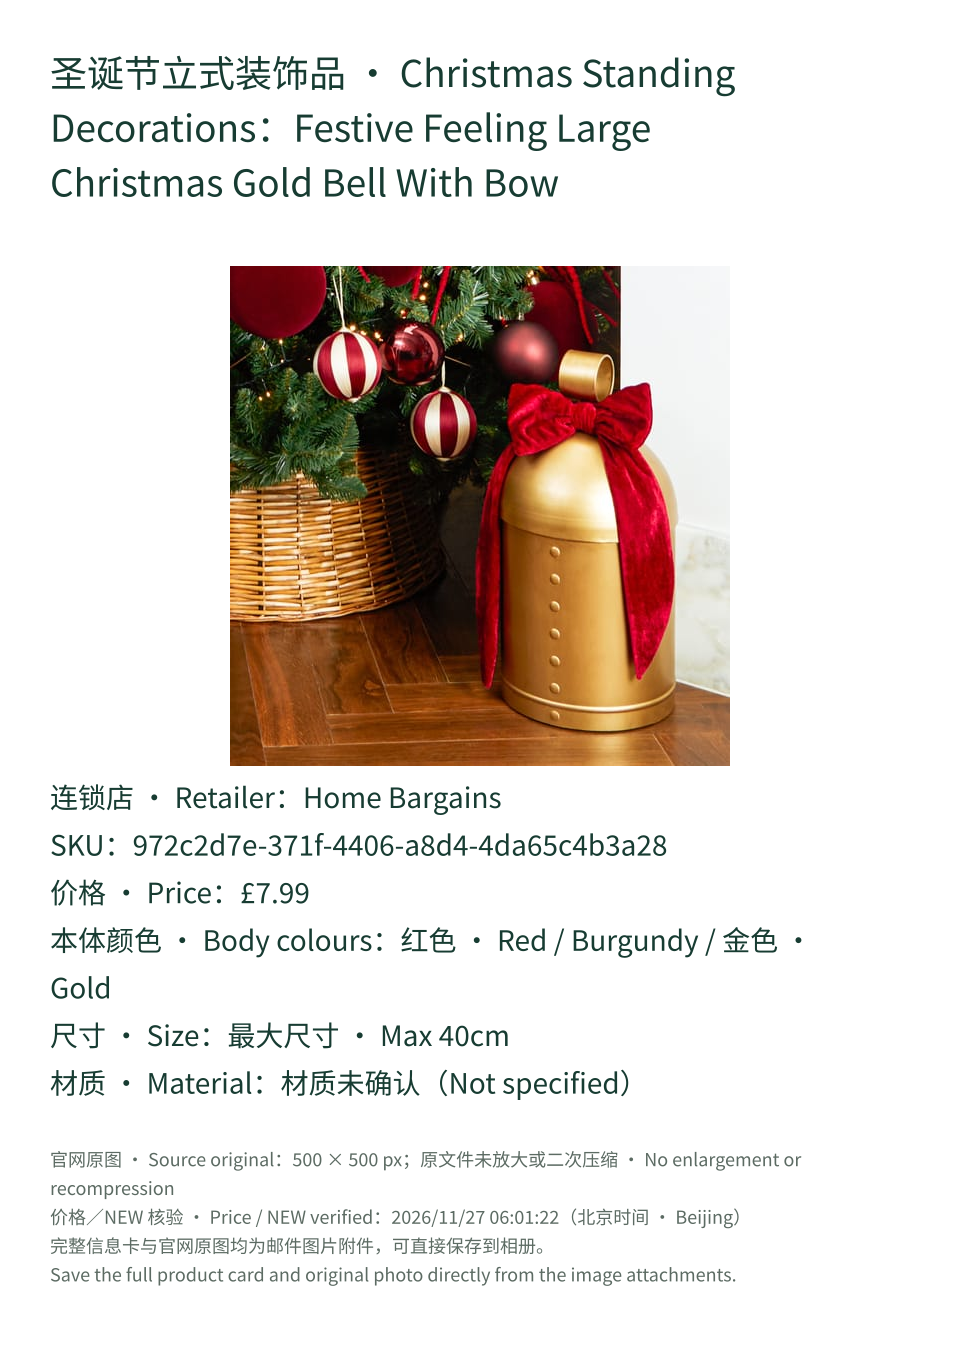 圣诞节立式装饰品 · Christmas Standing
Decorations：Festive Feeling Large
Christmas Gold Bell With Bow
连锁店 · Retailer：Home Bargains
SKU：972c2d7e-371f-4406-a8d4-4da65c4b3a28
价格 · Price：£7.99
本体颜色 · Body colours：红色 · Red / Burgundy / 金色 ·
Gold
尺寸 · Size：最大尺寸 · Max 40cm
材质 · Material：材质未确认（Not specified）
官网原图 · Source original：500 × 500 px；原文件未放大或二次压缩 · No enlargement or
recompression
价格／NEW 核验 · Price / NEW verified：2026/11/27 06:01:22（北京时间 · Beijing）
完整信息卡与官网原图均为邮件图片附件，可直接保存到相册。
Save the full product card and original photo directly from the image attachments.